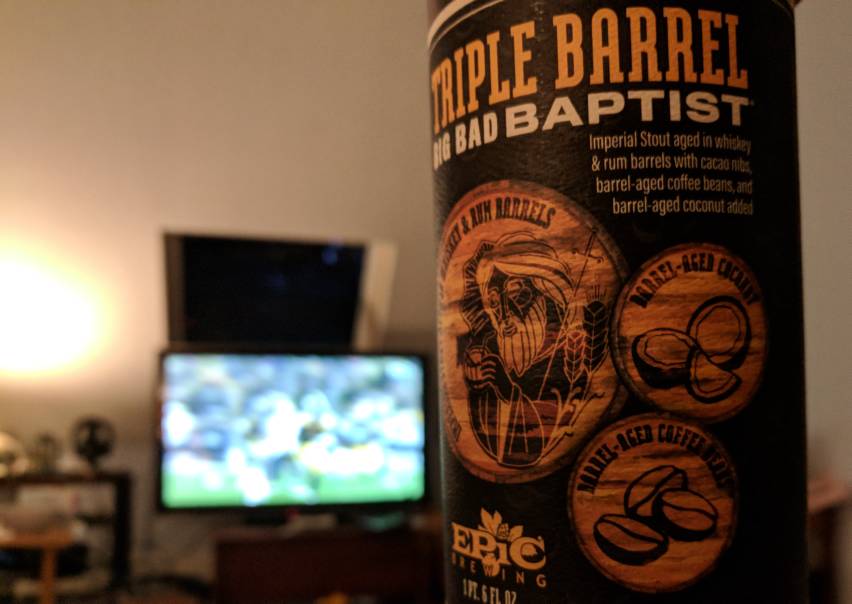 TRIPLE BARREL
BIG BAD BAPTIST
Imperial Stout aged in whiskey
& rum barrels with cacao nibs,
barrel-aged coffee beans, and
barrel-aged coconut added
& RUM BARRELS
BARREL-AGED COCONUT
BARREL-AGED COFFEE BEANS
EPIC
BREWING
1 PT. 6 FL OZ